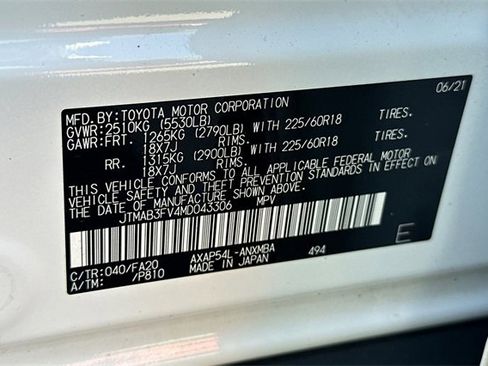 MFD.BY:TOYOTA MOTOR CORPORATION 06/21
GVWR:2510KG (5530LB)
GAWR:FRT. 1265KG (2790LB) WITH 225/60R18 TIRES.
18X7J RIMS.
RR. 1315KG (2900LB) WITH 225/60R18 TIRES.
18X7J RIMS.
THIS VEHICLE CONFORMS TO ALL APPLICABLE FEDERAL MOTOR
VEHICLE SAFETY AND BUMPER STANDARDS IN EFFECT ON THE
DATE OF MANUFACTURE SHOWN ABOVE.
JTMAB3FV4MD043306 MPV
E
C/TR:040/FA20 AXAP54L-ANXMBA 494
A/TM: /P810 MADE IN JAPAN